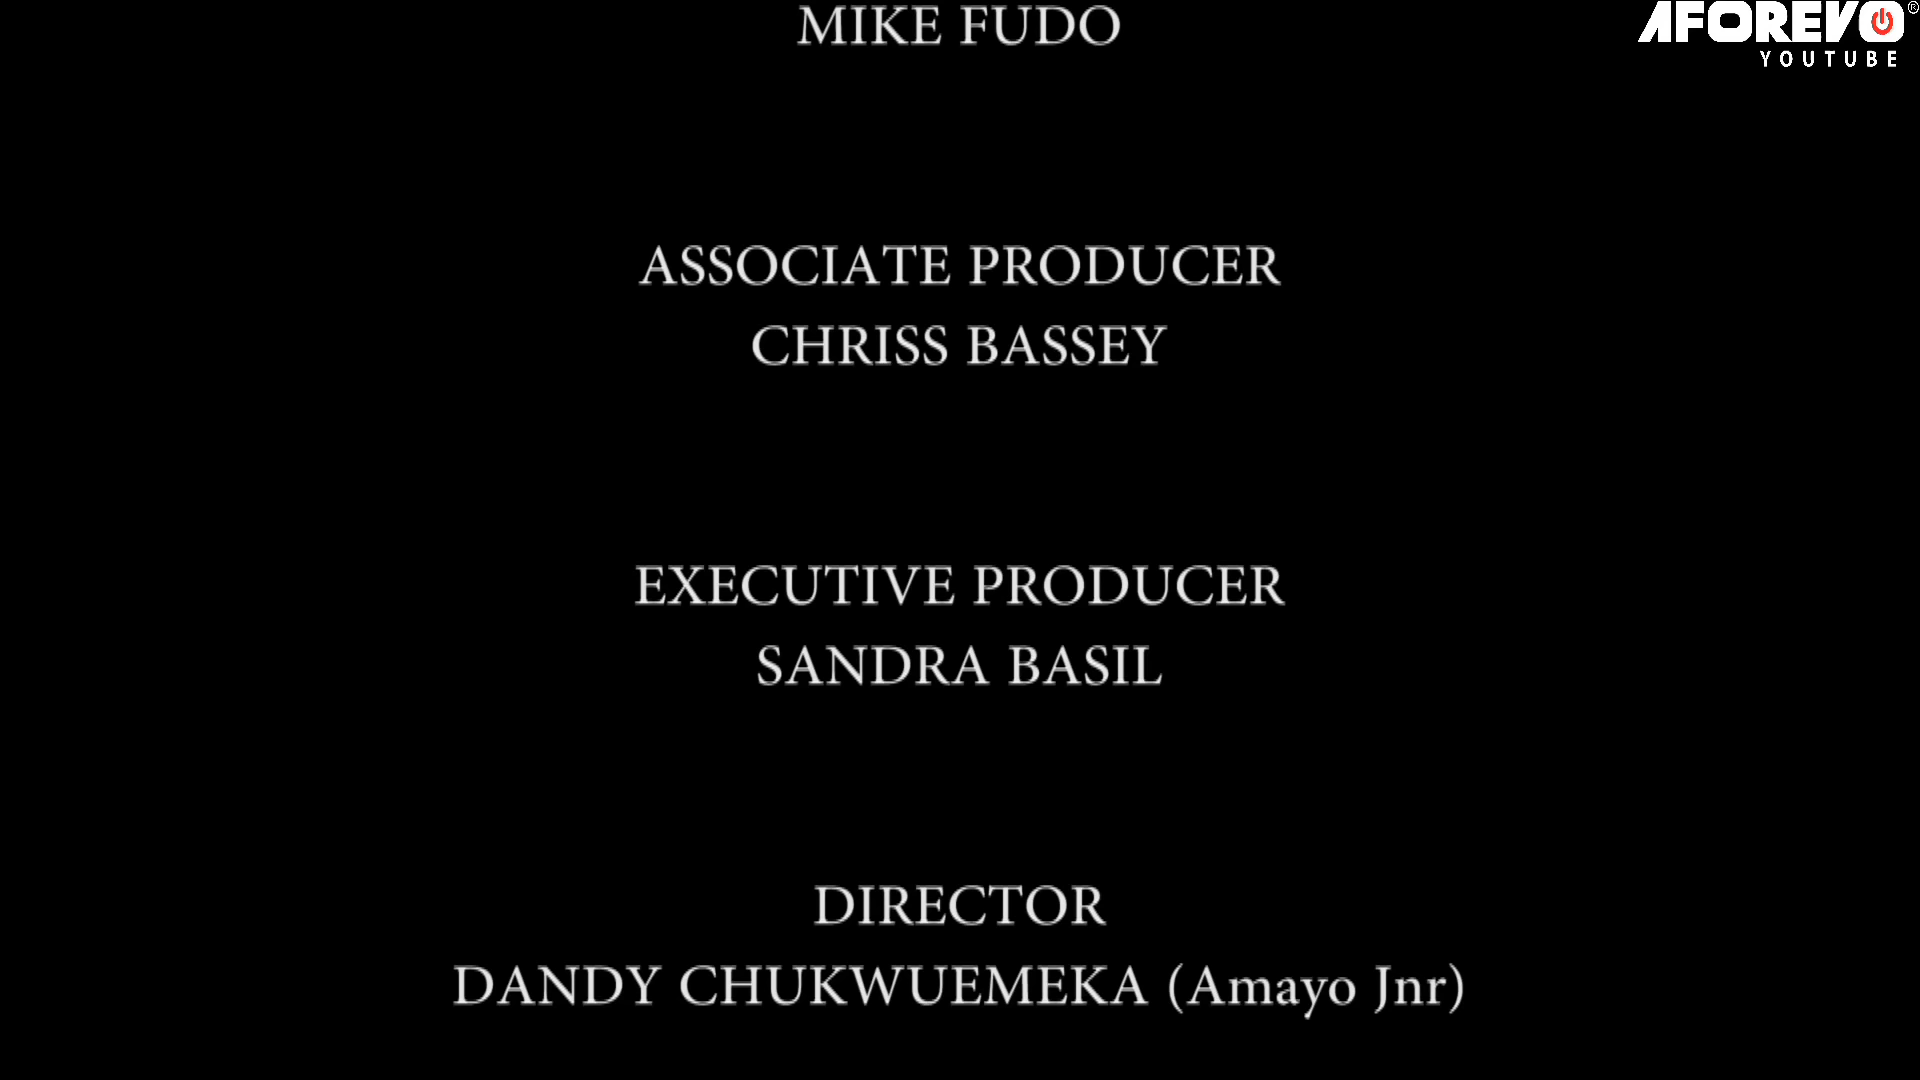 MIKE FUDO
AFOREVO®
YOUTUBE
ASSOCIATE PRODUCER
CHRISS BASSEY
EXECUTIVE PRODUCER
SANDRA BASIL
DIRECTOR
DANDY CHUKWUEMEKA (Amayo Jnr)